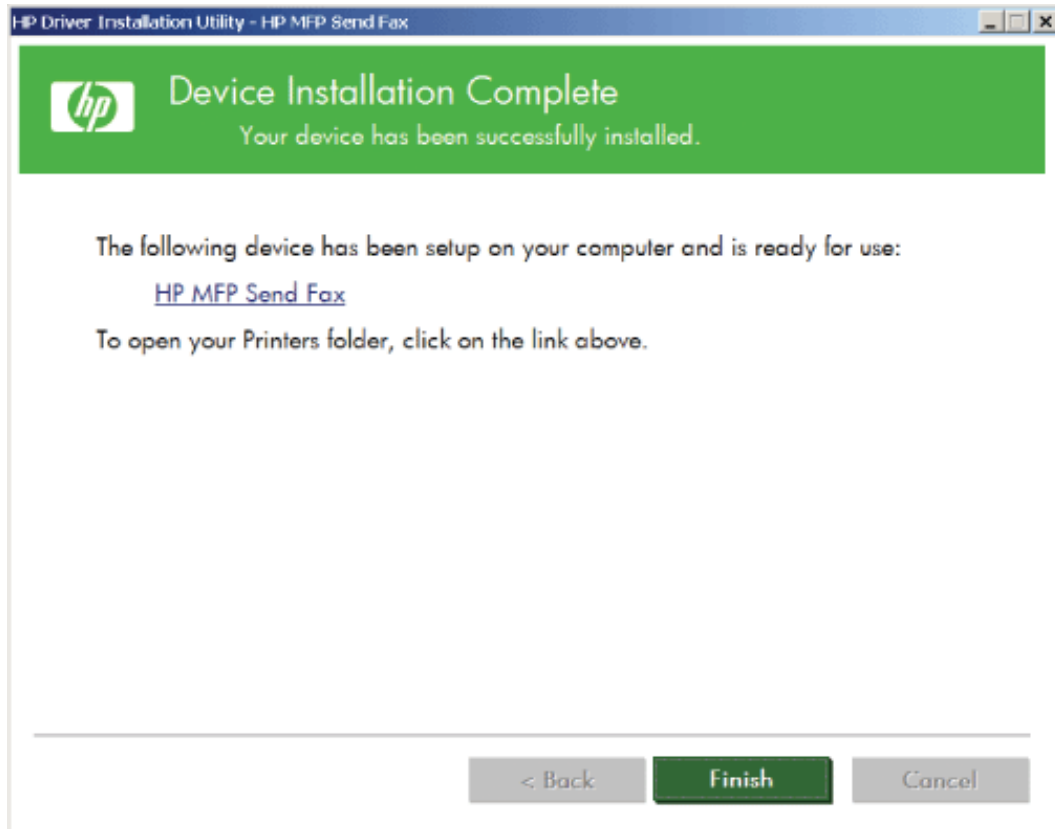 HP Driver Installation Utility - HP MFP Send Fax
hp
Device Installation Complete
Your device has been successfully installed.
The following device has been setup on your computer and is ready for use:
HP MFP Send Fax
To open your Printers folder, click on the link above.
< Back Finish Cancel